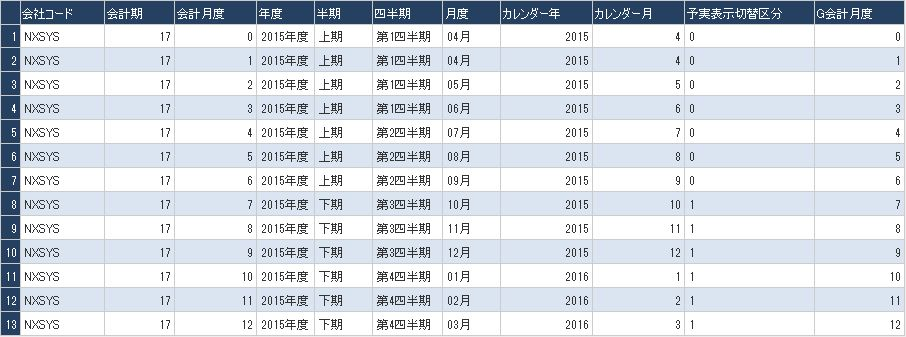 会社コード 会計期 会計月度 年度 半期 四半期 月度 カレンダー年 カレンダー月 予実表示切替区分 G会計月度
1 NXSYS 17 0 2015年度 上期 第1四半期 04月 2015 4 0 0
2 NXSYS 17 1 2015年度 上期 第1四半期 04月 2015 4 0 1
3 NXSYS 17 2 2015年度 上期 第1四半期 05月 2015 5 0 2
4 NXSYS 17 3 2015年度 上期 第1四半期 06月 2015 6 0 3
5 NXSYS 17 4 2015年度 上期 第2四半期 07月 2015 7 0 4
6 NXSYS 17 5 2015年度 上期 第2四半期 08月 2015 8 0 5
7 NXSYS 17 6 2015年度 上期 第2四半期 09月 2015 9 0 6
8 NXSYS 17 7 2015年度 下期 第3四半期 10月 2015 10 1 7
9 NXSYS 17 8 2015年度 下期 第3四半期 11月 2015 11 1 8
10 NXSYS 17 9 2015年度 下期 第3四半期 12月 2015 12 1 9
11 NXSYS 17 10 2015年度 下期 第4四半期 01月 2016 1 1 10
12 NXSYS 17 11 2015年度 下期 第4四半期 02月 2016 2 1 11
13 NXSYS 17 12 2015年度 下期 第4四半期 03月 2016 3 1 12